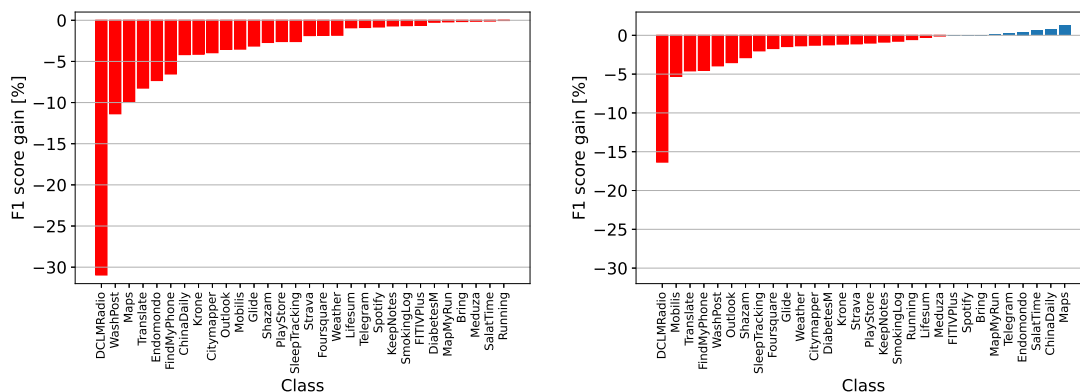 0
−5
−10
−15
−20
−25
−30
F1 score gain [%]
DCLMRadio
WashPost
Maps
Translate
Endomondo
FindMyPhone
ChinaDaily
Krone
Citymapper
Outlook
Mobilis
Glide
Shazam
PlayStore
SleepTracking
Strava
Foursquare
Weather
Lifesum
Telegram
Spotify
KeepNotes
SmokingLog
FITIVPlus
DiabetesM
MapMyRun
Bring
Meduza
SalatTime
Running
Class
0
−5
−10
−15
−20
−25
−30
F1 score gain [%]
DCLMRadio
Mobilis
Translate
FindMyPhone
WashPost
Outlook
Shazam
SleepTracking
Foursquare
Glide
Weather
Citymapper
DiabetesM
Krone
Strava
PlayStore
KeepNotes
SmokingLog
Running
Lifesum
Meduza
FITIVPlus
Spotify
Bring
MapMyRun
Telegram
Endomondo
SalatTime
ChinaDaily
Maps
Class